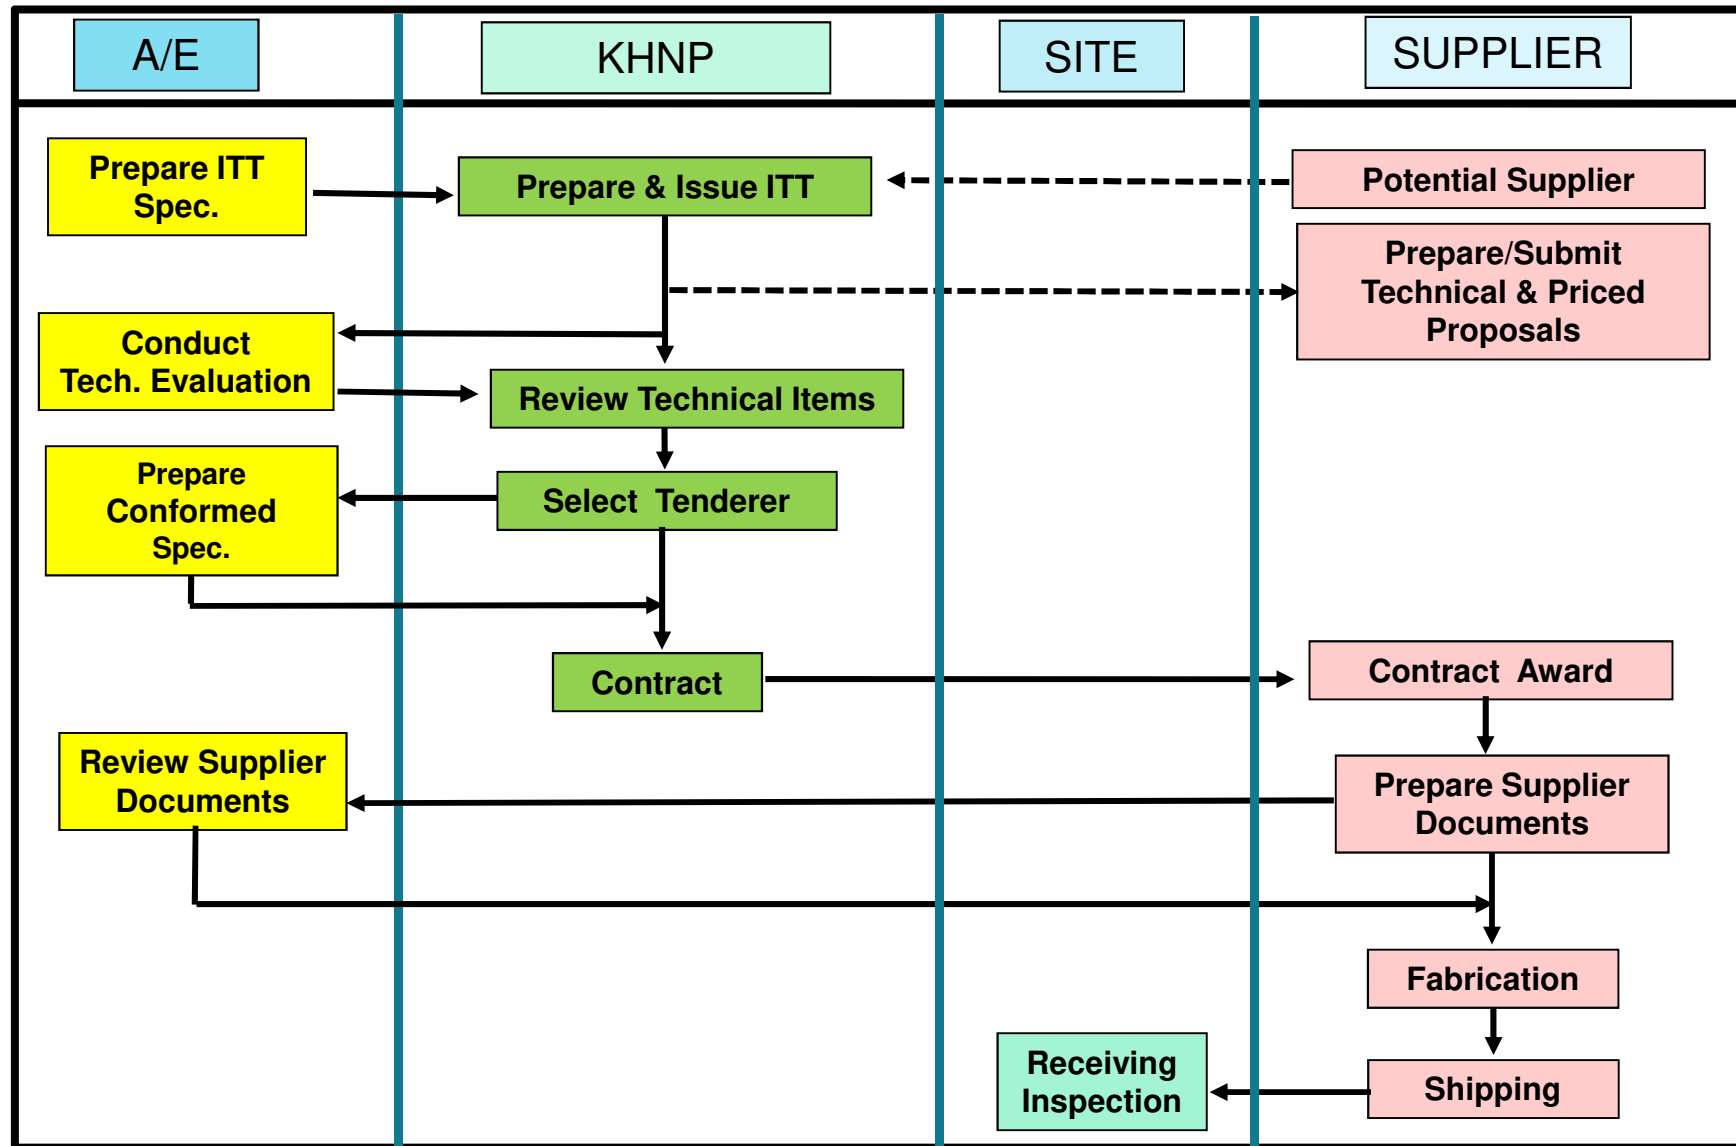 A/E
KHNP
SITE
SUPPLIER
Prepare ITT
Spec.
Prepare & Issue ITT
Potential Supplier
Prepare/Submit
Technical & Priced
Proposals
Conduct
Tech. Evaluation
Review Technical Items
Prepare
Conformed
Spec.
Select Tenderer
Contract
Contract Award
Review Supplier
Documents
Prepare Supplier
Documents
Fabrication
Receiving
Inspection
Shipping